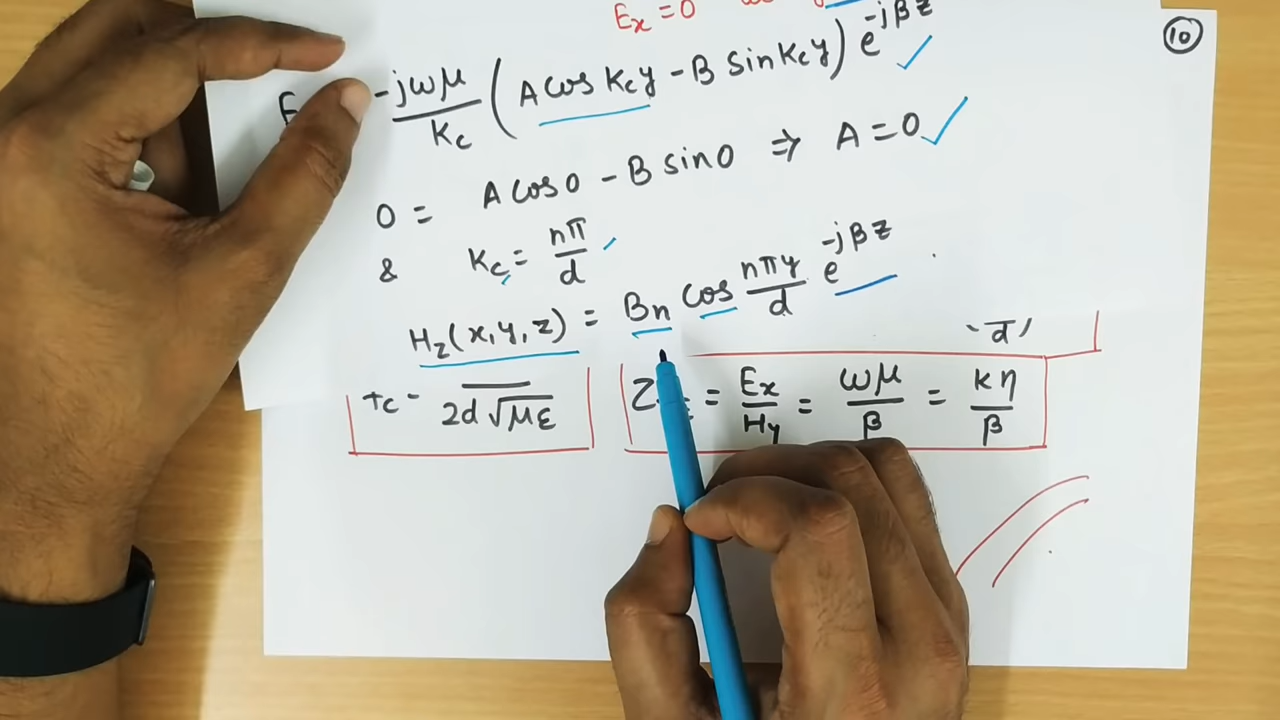 Ex = 0
-jωμ/Kc (A cos Kcy - B sin Kcy) e^-jβz
10
0 = A cos 0 - B sin 0 ⇒ A = 0
& Kc = nπ/d
Hz(x,y,z) = Bn cos nπy/d e^-jβz
2d√με
= Ex/Hy = ωμ/β = kη/β